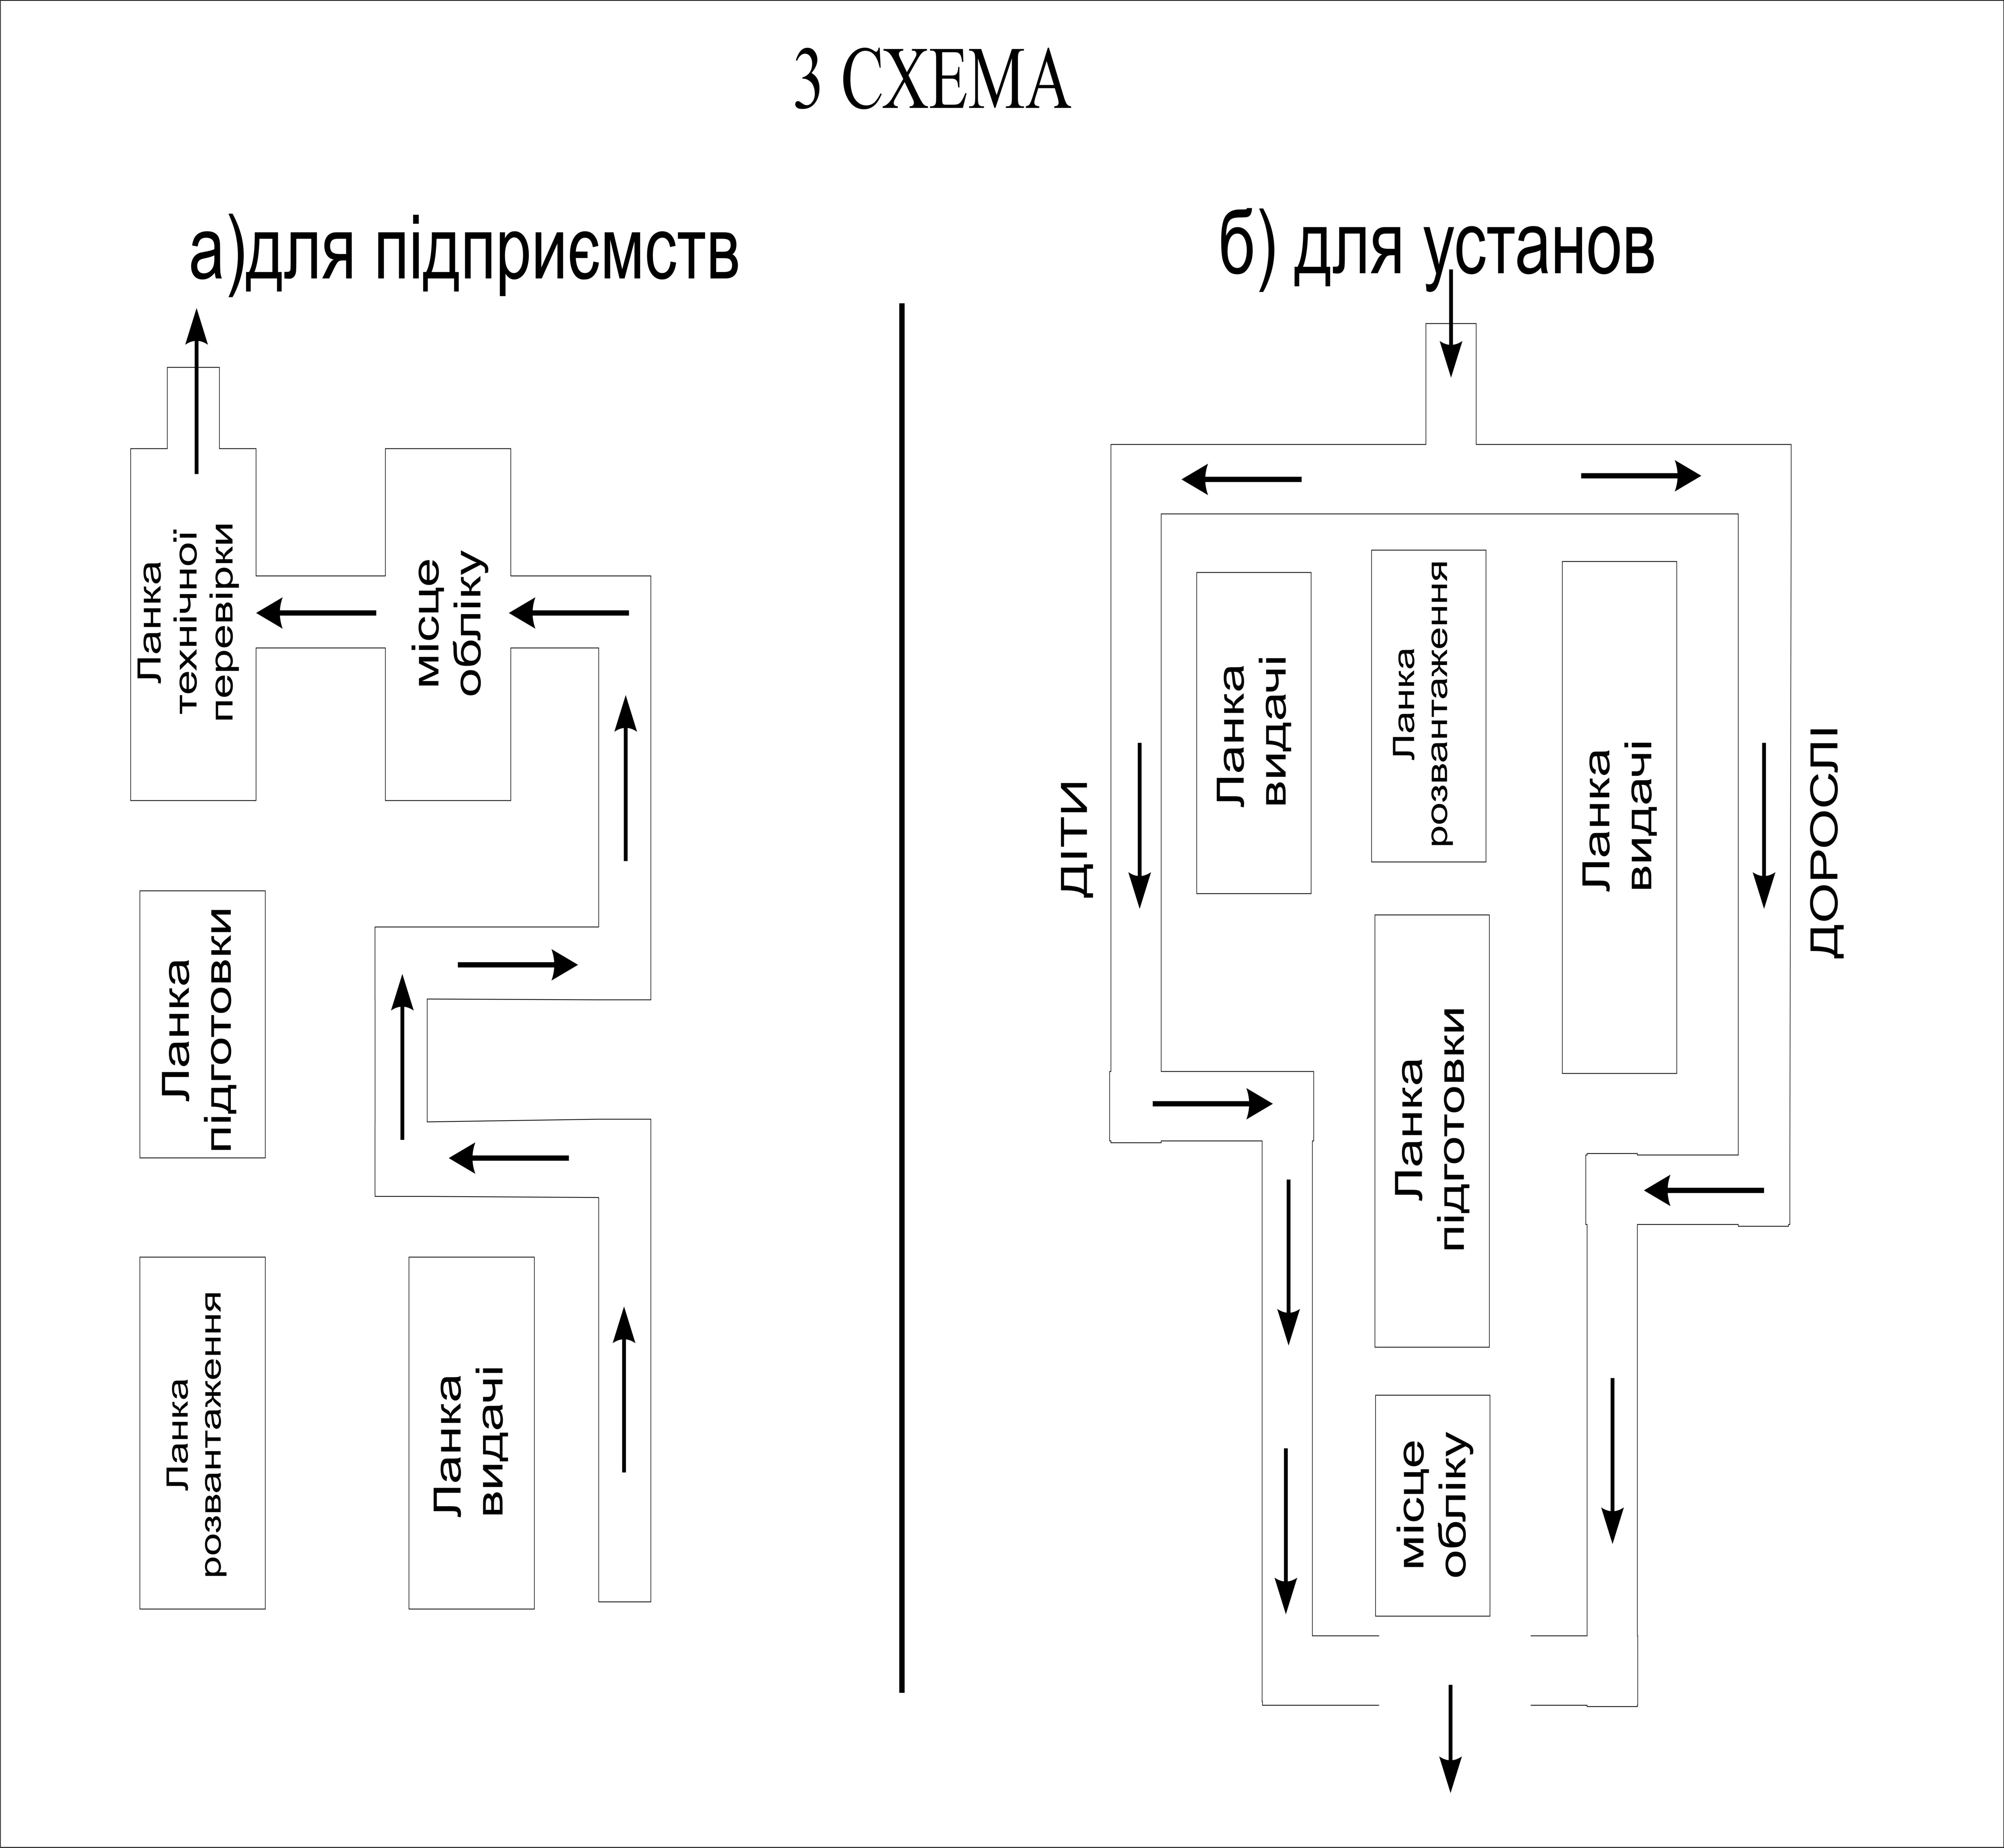 3 СХЕМА
а)для підприємств
Ланка
технічної
перевірки
місце
обліку
Ланка
підготовки
Ланка
розвантаження
Ланка
видачі
б) для установ
ДІТИ
Ланка
видачі
Ланка
розвантаження
Ланка
видачі
ДОРОСЛІ
Ланка
підготовки
місце
обліку